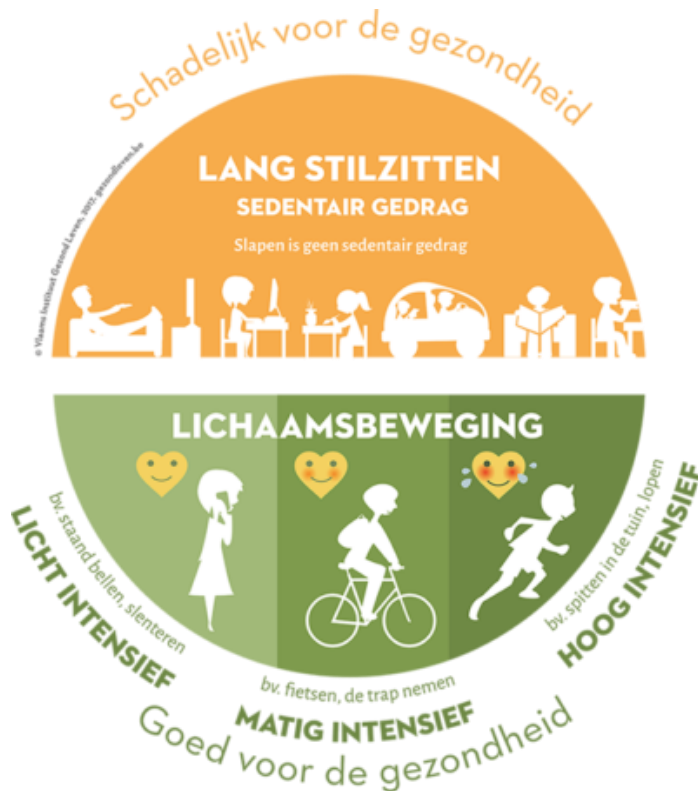 Schadelijk voor de gezondheid
© Vlaams Instituut Gezond Leven, 2017, gezondleven.be
LANG STILZITTEN
SEDENTAIR GEDRAG
Slapen is geen sedentair gedrag
LICHAAMSBEWEGING
bv. staand bellen, slenteren
LICHT INTENSIEF
bv. fietsen, de trap nemen
MATIG INTENSIEF
bv. spitten in de tuin, lopen
HOOG INTENSIEF
Goed voor de gezondheid